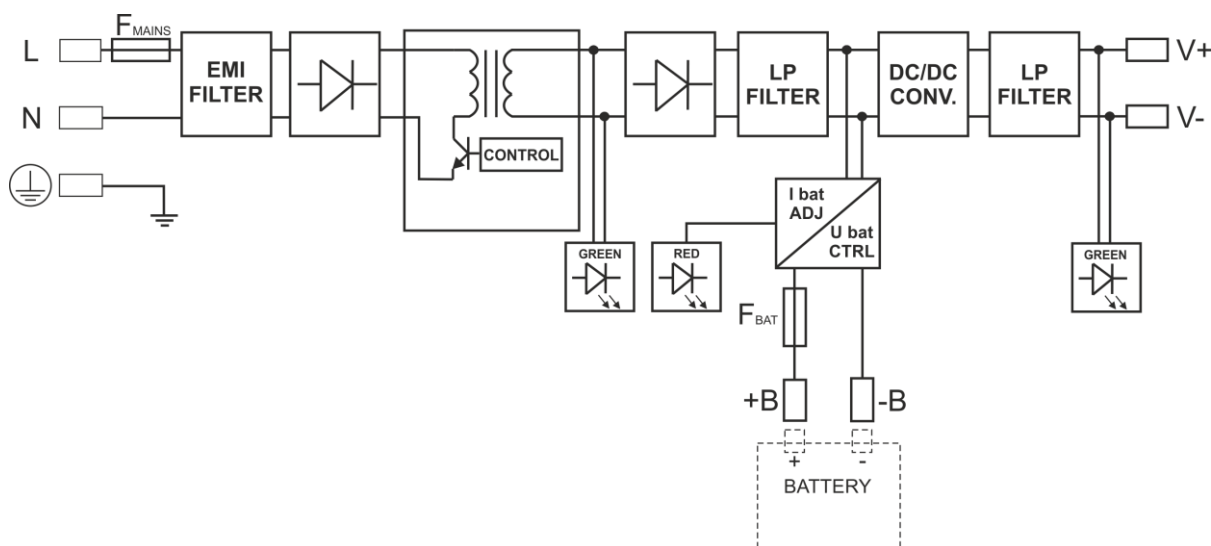 F MAINS
L
N
EMI
FILTER
CONTROL
LP
FILTER
DC/DC
CONV.
LP
FILTER
V+
V-
GREEN
RED
I bat
ADJ
U bat
CTRL
GREEN
F BAT
+B
-B
+ -
BATTERY